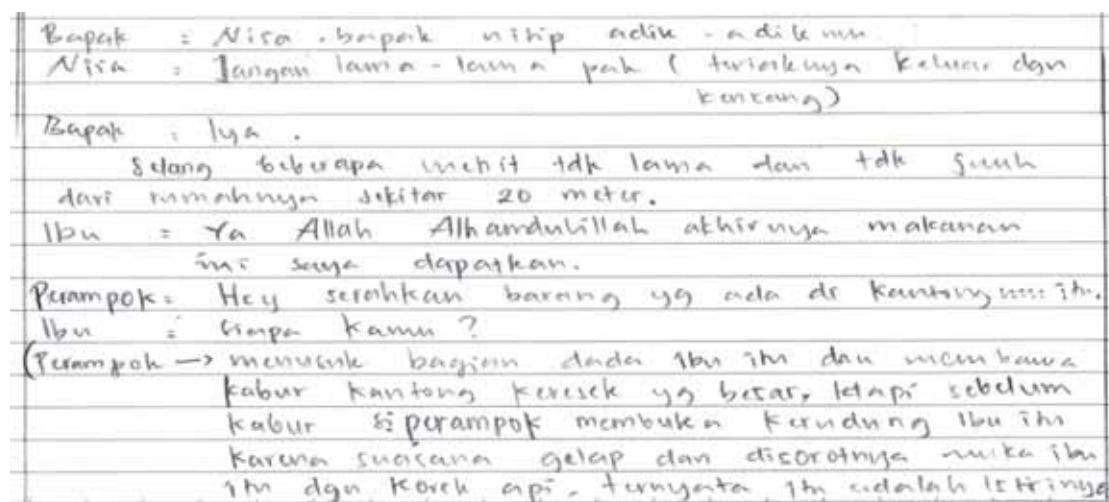 Bapak : Nisa. bapak nitip adik - adikmu
Nisa : Jangan lama - lama pak ( teriaknya keluar dgn
kencang)
Bapak : Iya .
Selang beberapa menit tdk lama dan tdk jauh
dari rumahnya sekitar 20 meter.
Ibu : Ya Allah Alhamdulillah akhirnya makanan
ini saya dapatkan.
Perampok : Hey serahkan barang yg ada di kantong itu.
Ibu : Siapa kamu ?
(Perampok → menusuk bagian dada Ibu itu dan membawa
kabur kantong keresek yg besar, tetapi sebelum
kabur si perampok membuka kerudung Ibu itu
karena suasana gelap dan disorotnya muka ibu
itu dgn korek api. ternyata itu adalah istrinya